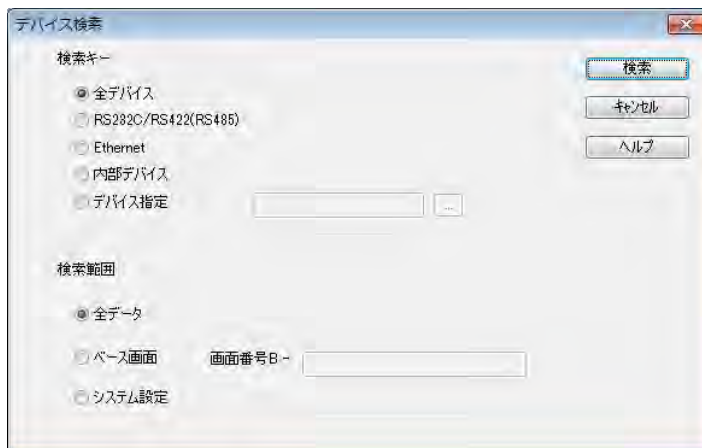 デバイス検索
検索キー
検索
全デバイス
キャンセル
RS232C/RS422(RS485)
Ethernet
ヘルプ
内部デバイス
デバイス指定
...
検索範囲
全データ
ベース画面 画面番号B -
システム設定